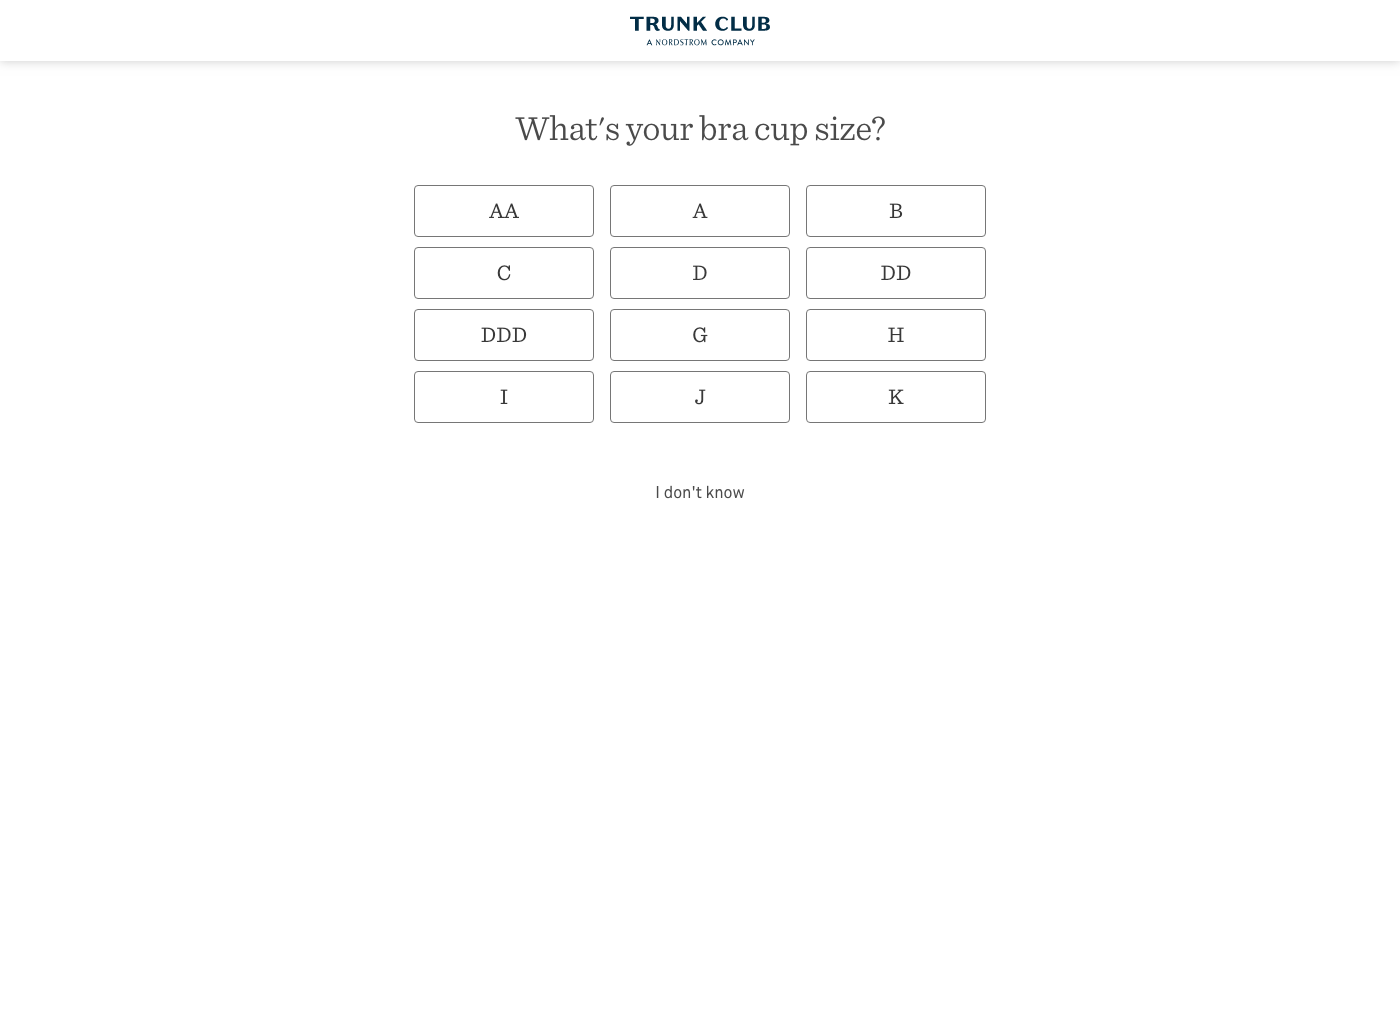 TRUNK CLUB
A NORDSTROM COMPANY
What's your bra cup size?
AA
A
B
C
D
DD
DDD
G
H
I
J
K
I don't know